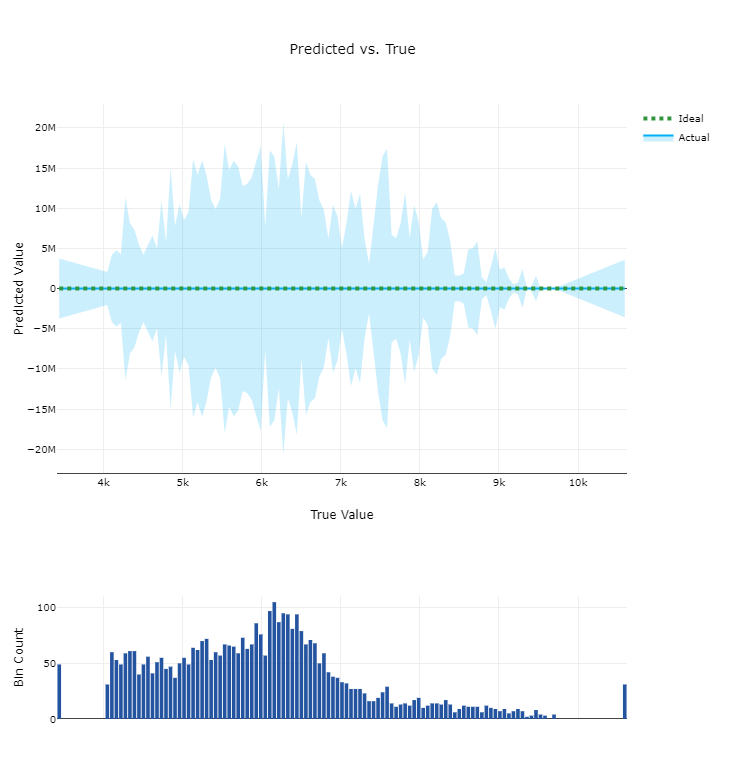 Predicted vs. True
Ideal
Actual
20M
15M
10M
5M
0
−5M
−10M
−15M
−20M
Predicted Value
4k
5k
6k
7k
8k
9k
10k
True Value
100
50
0
Bin Count